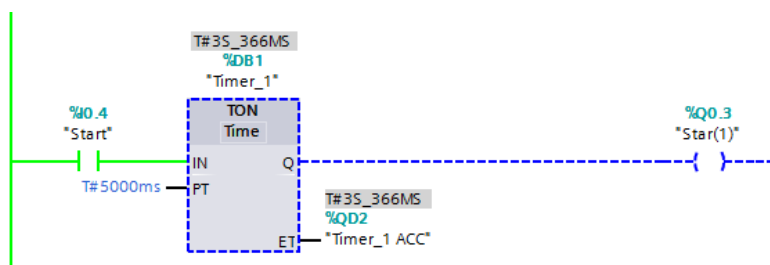 T#3S_366MS
%DB1
"Timer_1"
%I0.4
"Start"
TON
Time
%Q0.3
"Star(1)"
IN
Q
T#5000ms
PT
T#3S_366MS
%QD2
ET
"Timer_1 ACC"